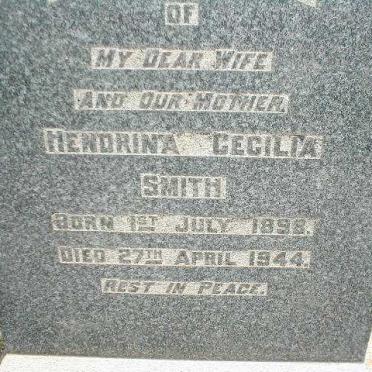 OF
MY DEAR WIFE
AND OUR MOTHER
HENDRINA CECILIA
SMITH
BORN 1ST JULY 1898.
DIED 27TH APRIL 1944.
REST IN PEACE.